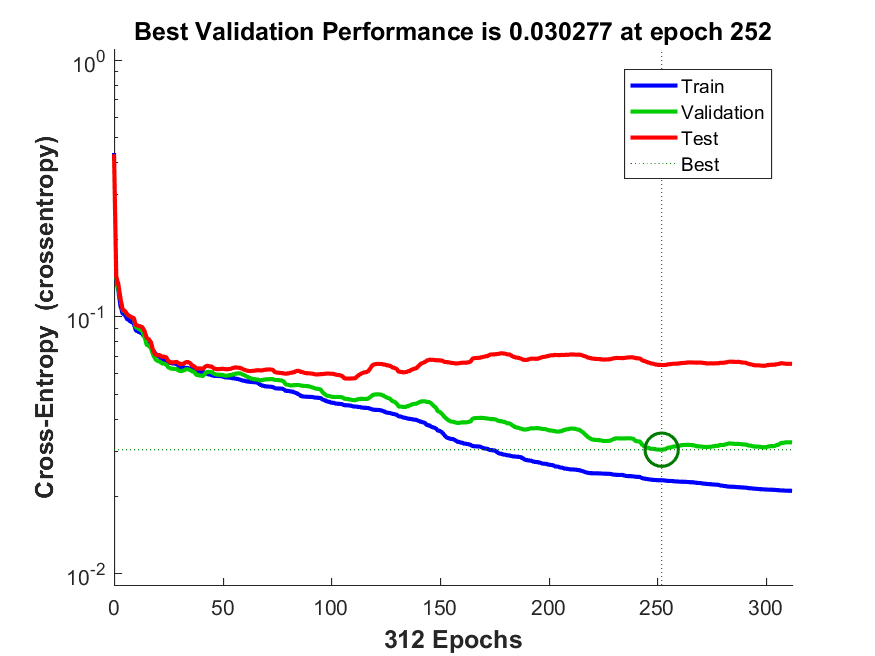 Best Validation Performance is 0.030277 at epoch 252
10^0
10^-1
10^-2
Cross-Entropy  (crossentropy)
Train
Validation
Test
Best
0 50 100 150 200 250 300
312 Epochs